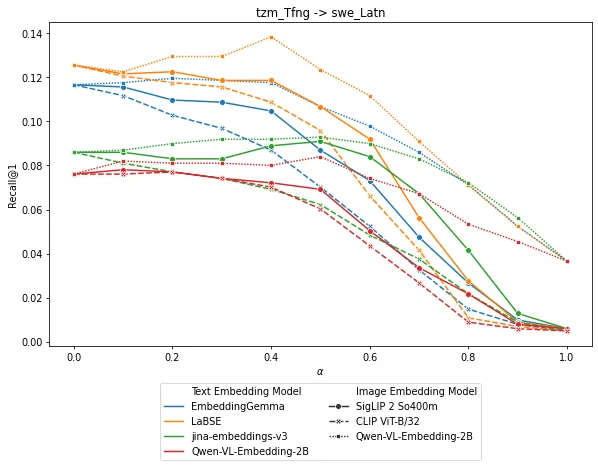 tzm_Tfng -> swe_Latn
Recall@1
0.14
0.12
0.10
0.08
0.06
0.04
0.02
0.00
0.0
0.2
0.4
0.6
0.8
1.0
α
Text Embedding Model
EmbeddingGemma
LaBSE
jina-embeddings-v3
Qwen-VL-Embedding-2B
Image Embedding Model
SigLIP 2 So400m
CLIP ViT-B/32
Qwen-VL-Embedding-2B